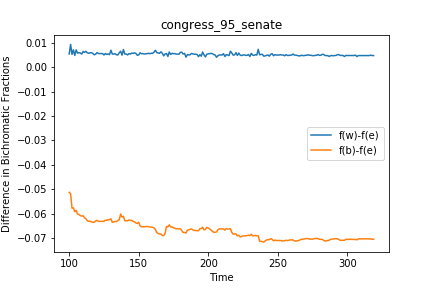 congress_95_senate
Difference in Bichromatic Fractions
0.01
0.00
−0.01
−0.02
−0.03
−0.04
−0.05
−0.06
−0.07
f(w)-f(e)
f(b)-f(e)
100
150
200
250
300
Time